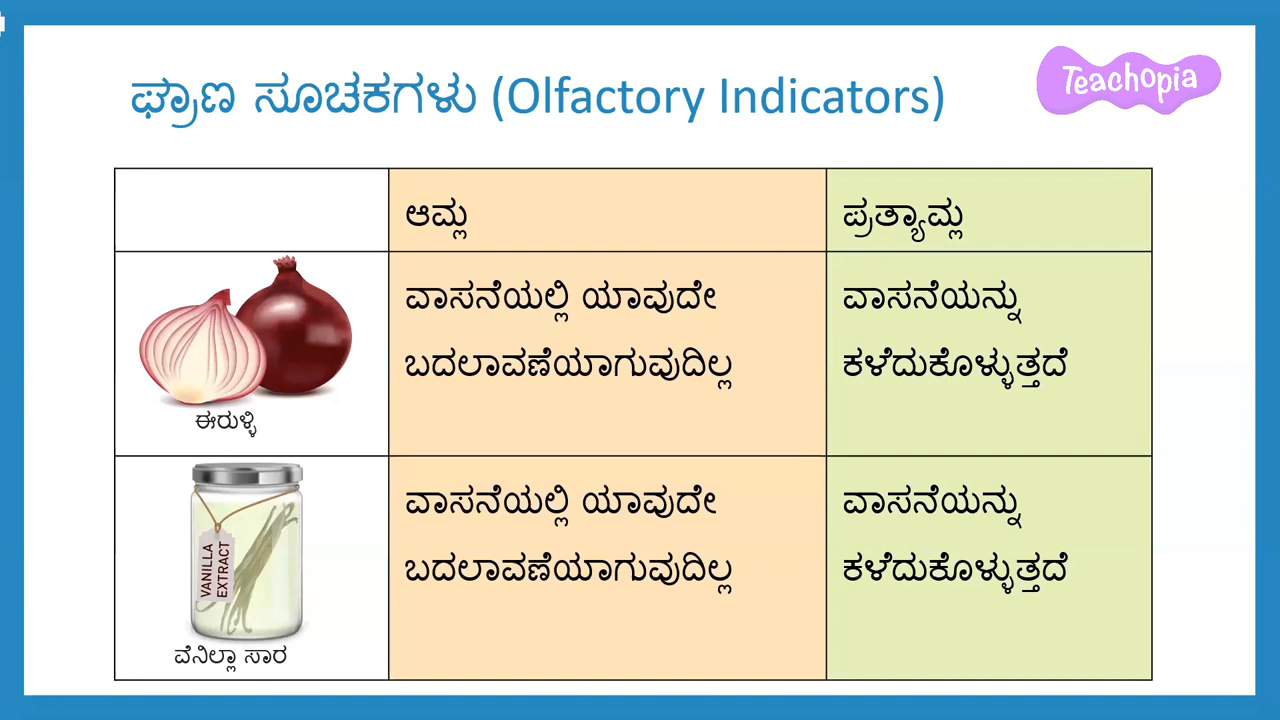 ಘ್ರಾಣ ಸೂಚಕಗಳು (Olfactory Indicators)
Teachopia
ಆಮ್ಲ
ಪ್ರತ್ಯಾಮ್ಲ
ವಾಸನೆಯಲ್ಲಿ ಯಾವುದೇ
ಬದಲಾವಣೆಯಾಗುವುದಿಲ್ಲ
ವಾಸನೆಯನ್ನು
ಕಳೆದುಕೊಳ್ಳುತ್ತದೆ
ಈರುಳ್ಳಿ
VANILLA
EXTRACT
ವೆನಿಲ್ಲಾ ಸಾರ
ವಾಸನೆಯಲ್ಲಿ ಯಾವುದೇ
ಬದಲಾವಣೆಯಾಗುವುದಿಲ್ಲ
ವಾಸನೆಯನ್ನು
ಕಳೆದುಕೊಳ್ಳುತ್ತದೆ